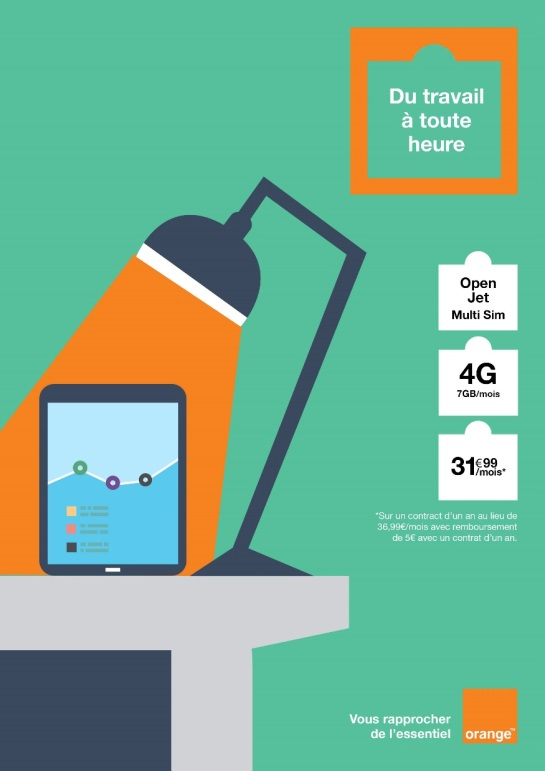 Du travail
à toute
heure
Open
Jet
Multi Sim
4G
7GB/mois
31€99
/mois*
*Sur un contract d'un an au lieu de
36,99€/mois avec remboursement
de 5€ avec un contrat d'un an.
Vous rapprocher
de l'essentiel
orange™